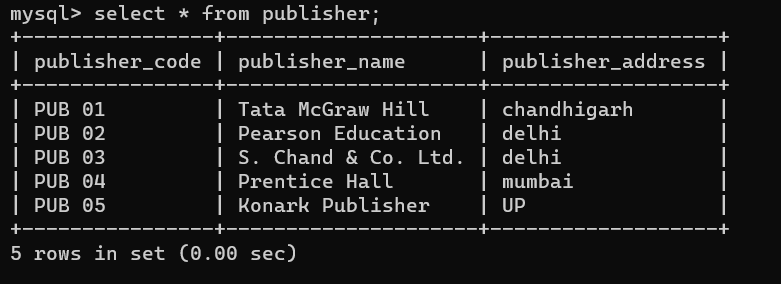 mysql> select * from publisher;
+----------------+---------------------+-------------------+
| publisher_code | publisher_name      | publisher_address |
+----------------+---------------------+-------------------+
| PUB 01         | Tata McGraw Hill    | chandhigarh       |
| PUB 02         | Pearson Education   | delhi             |
| PUB 03         | S. Chand & Co. Ltd. | delhi             |
| PUB 04         | Prentice Hall       | mumbai            |
| PUB 05         | Konark Publisher    | UP                |
+----------------+---------------------+-------------------+
5 rows in set (0.00 sec)